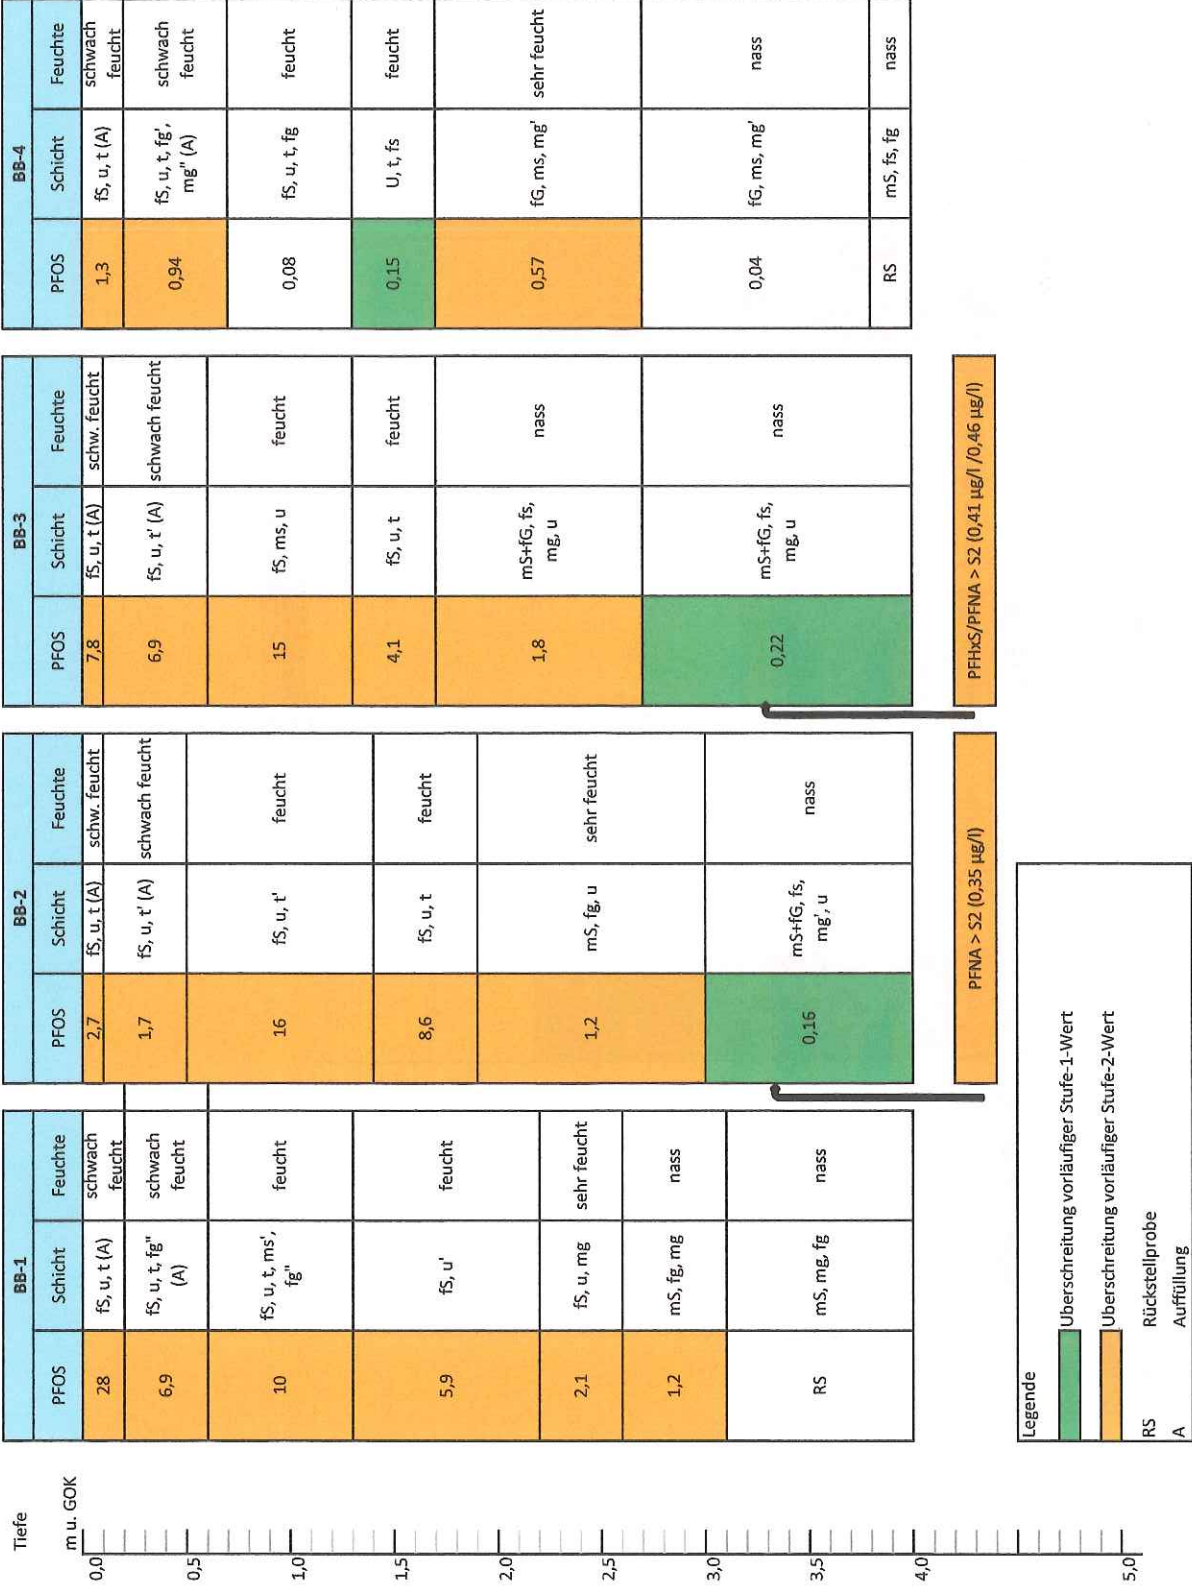 Tiefe
m u. GOK
0,0
0,5
1,0
1,5
2,0
2,5
3,0
3,5
4,0
5,0
BB-1
PFOS Schicht Feuchte
28 fS, u, t (A) schwach
feucht
6,9 fS, u, t, fg"
(A) schwach
feucht
10 fS, u, t, ms',
fg" feucht
5,9 fS, u' feucht
2,1 fS, u, mg sehr feucht
1,2 mS, fg, mg nass
RS mS, mg, fg nass
BB-2
PFOS Schicht Feuchte
2,7 fS, u, t (A) schw. feucht
1,7 fS, u, t' (A) schwach feucht
16 fS, u, t' feucht
8,6 fS, u, t feucht
1,2 mS, fg, u sehr feucht
0,16 mS+fG, fs,
mg', u nass
PFNA > S2 (0,35 µg/l)
BB-3
PFOS Schicht Feuchte
7,8 fS, u, t (A) schw. feucht
6,9 fS, u, t' (A) schwach feucht
15 fS, ms, u feucht
4,1 fS, u, t feucht
1,8 mS+fG, fs,
mg, u nass
0,22 mS+fG, fs,
mg, u nass
PFHxS/PFNA > S2 (0,41 µg/l /0,46 µg/l)
BB-4
PFOS Schicht Feuchte
1,3 fS, u, t (A) schwach
feucht
0,94 fS, u, t, fg',
mg" (A) schwach
feucht
0,08 fS, u, t, fg feucht
0,15 U, t, fs feucht
0,57 fG, ms, mg' sehr feucht
0,04 fG, ms, mg' nass
RS mS, fs, fg nass
Legende
Überschreitung vorläufiger Stufe-1-Wert
Überschreitung vorläufiger Stufe-2-Wert
RS Rückstellprobe
A Auffüllung